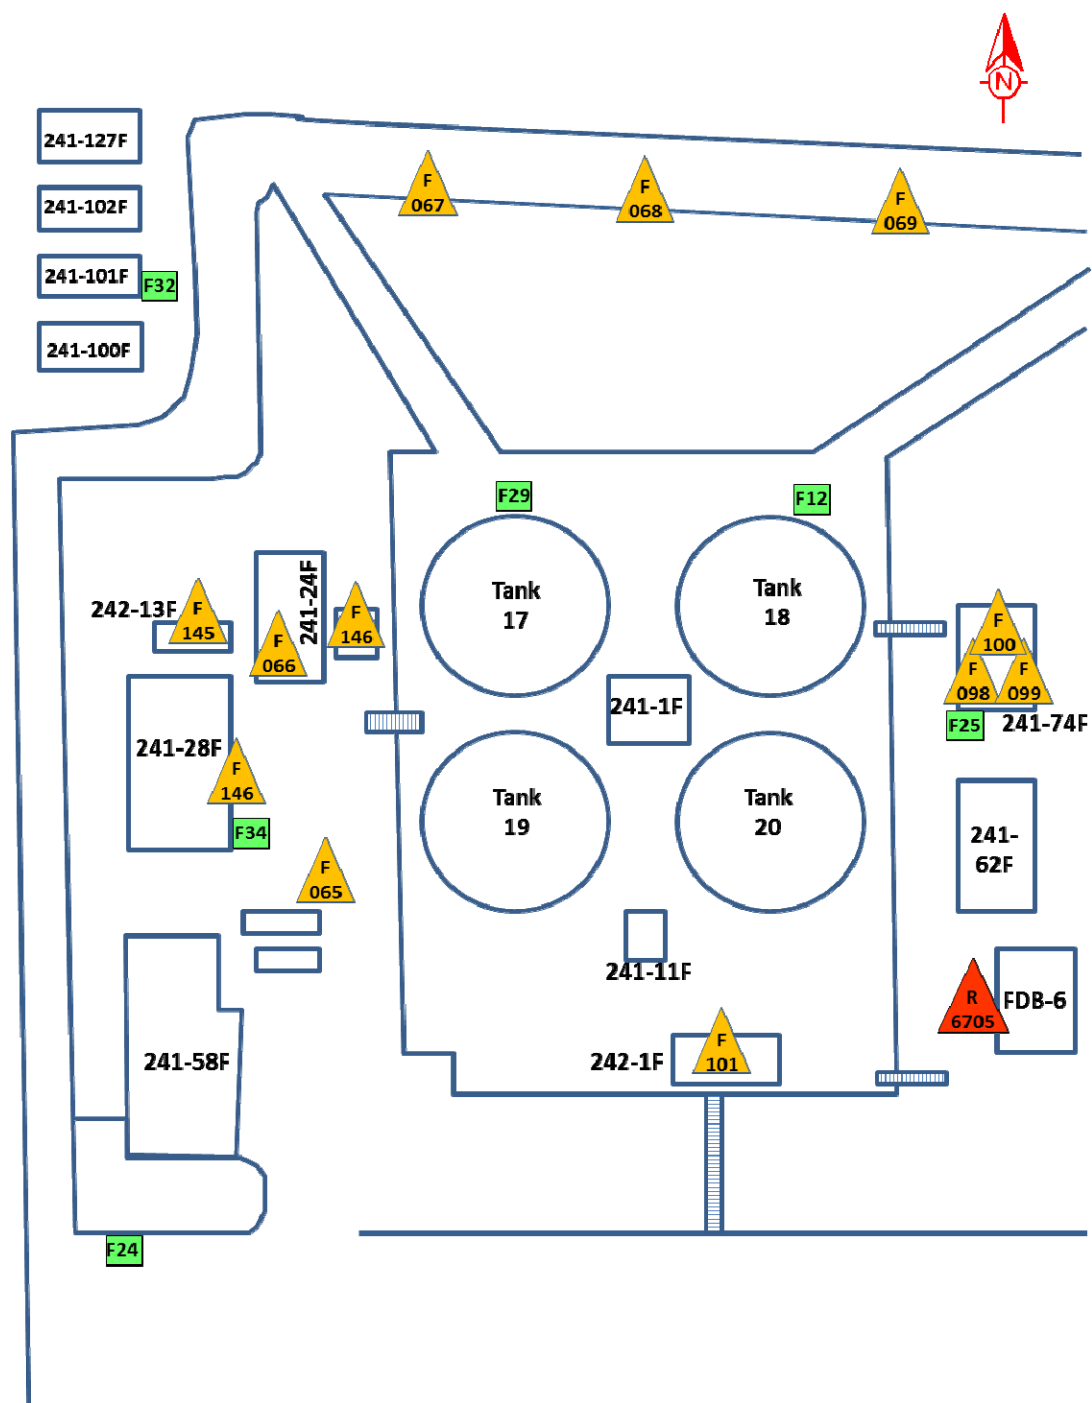 N
241-127F
F
067
F
068
F
069
241-102F
241-101F
F32
241-100F
F29
F12
242-13F
F
145
241-24F
F
066
F
146
Tank
17
Tank
18
F
100
F
098
F
099
F25
241-74F
241-1F
241-28F
F
146
F34
Tank
19
Tank
20
241-
62F
F
065
241-11F
R
6705
FDB-6
241-58F
242-1F
F
101
F24